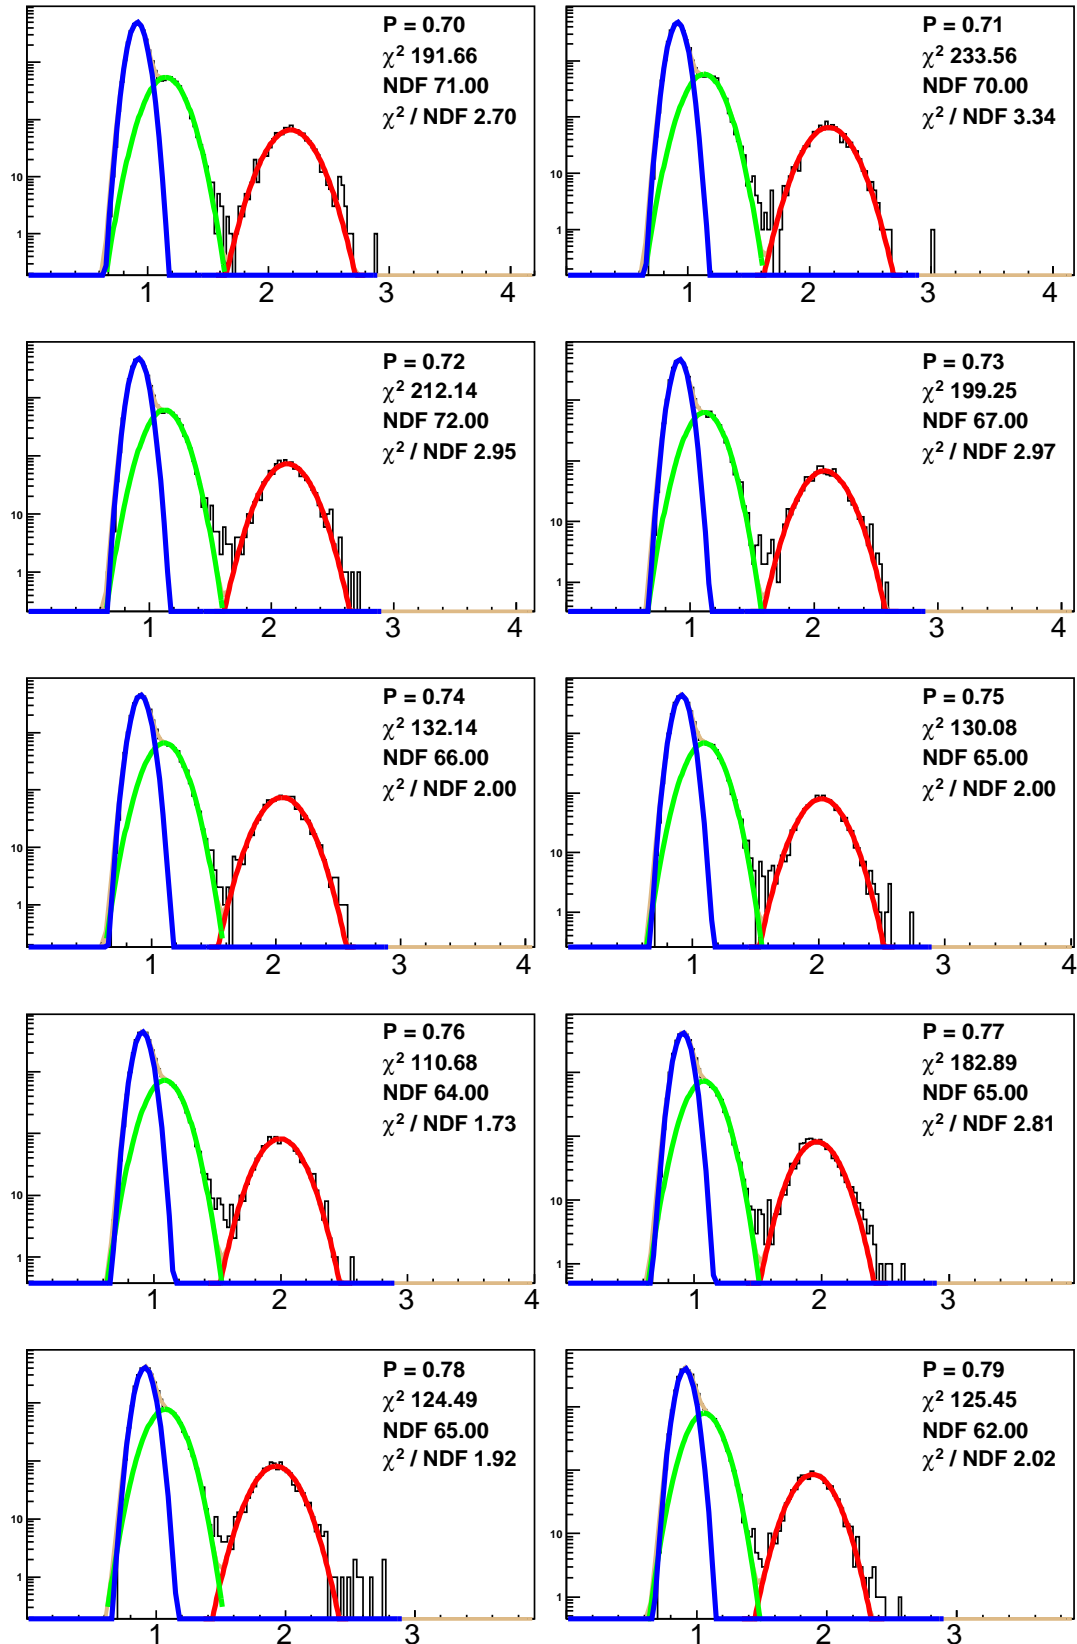 P = 0.70
χ² 191.66
NDF 71.00
χ² / NDF 2.70
10
1
1 2 3 4
P = 0.71
χ² 233.56
NDF 70.00
χ² / NDF 3.34
10
1
1 2 3 4
P = 0.72
χ² 212.14
NDF 72.00
χ² / NDF 2.95
10
1
1 2 3 4
P = 0.73
χ² 199.25
NDF 67.00
χ² / NDF 2.97
10
1
1 2 3 4
P = 0.74
χ² 132.14
NDF 66.00
χ² / NDF 2.00
10
1
1 2 3 4
P = 0.75
χ² 130.08
NDF 65.00
χ² / NDF 2.00
10
1
1 2 3 4
P = 0.76
χ² 110.68
NDF 64.00
χ² / NDF 1.73
10
1
1 2 3 4
P = 0.77
χ² 182.89
NDF 65.00
χ² / NDF 2.81
10
1
1 2 3
P = 0.78
χ² 124.49
NDF 65.00
χ² / NDF 1.92
10
1
1 2 3
P = 0.79
χ² 125.45
NDF 62.00
χ² / NDF 2.02
10
1
1 2 3